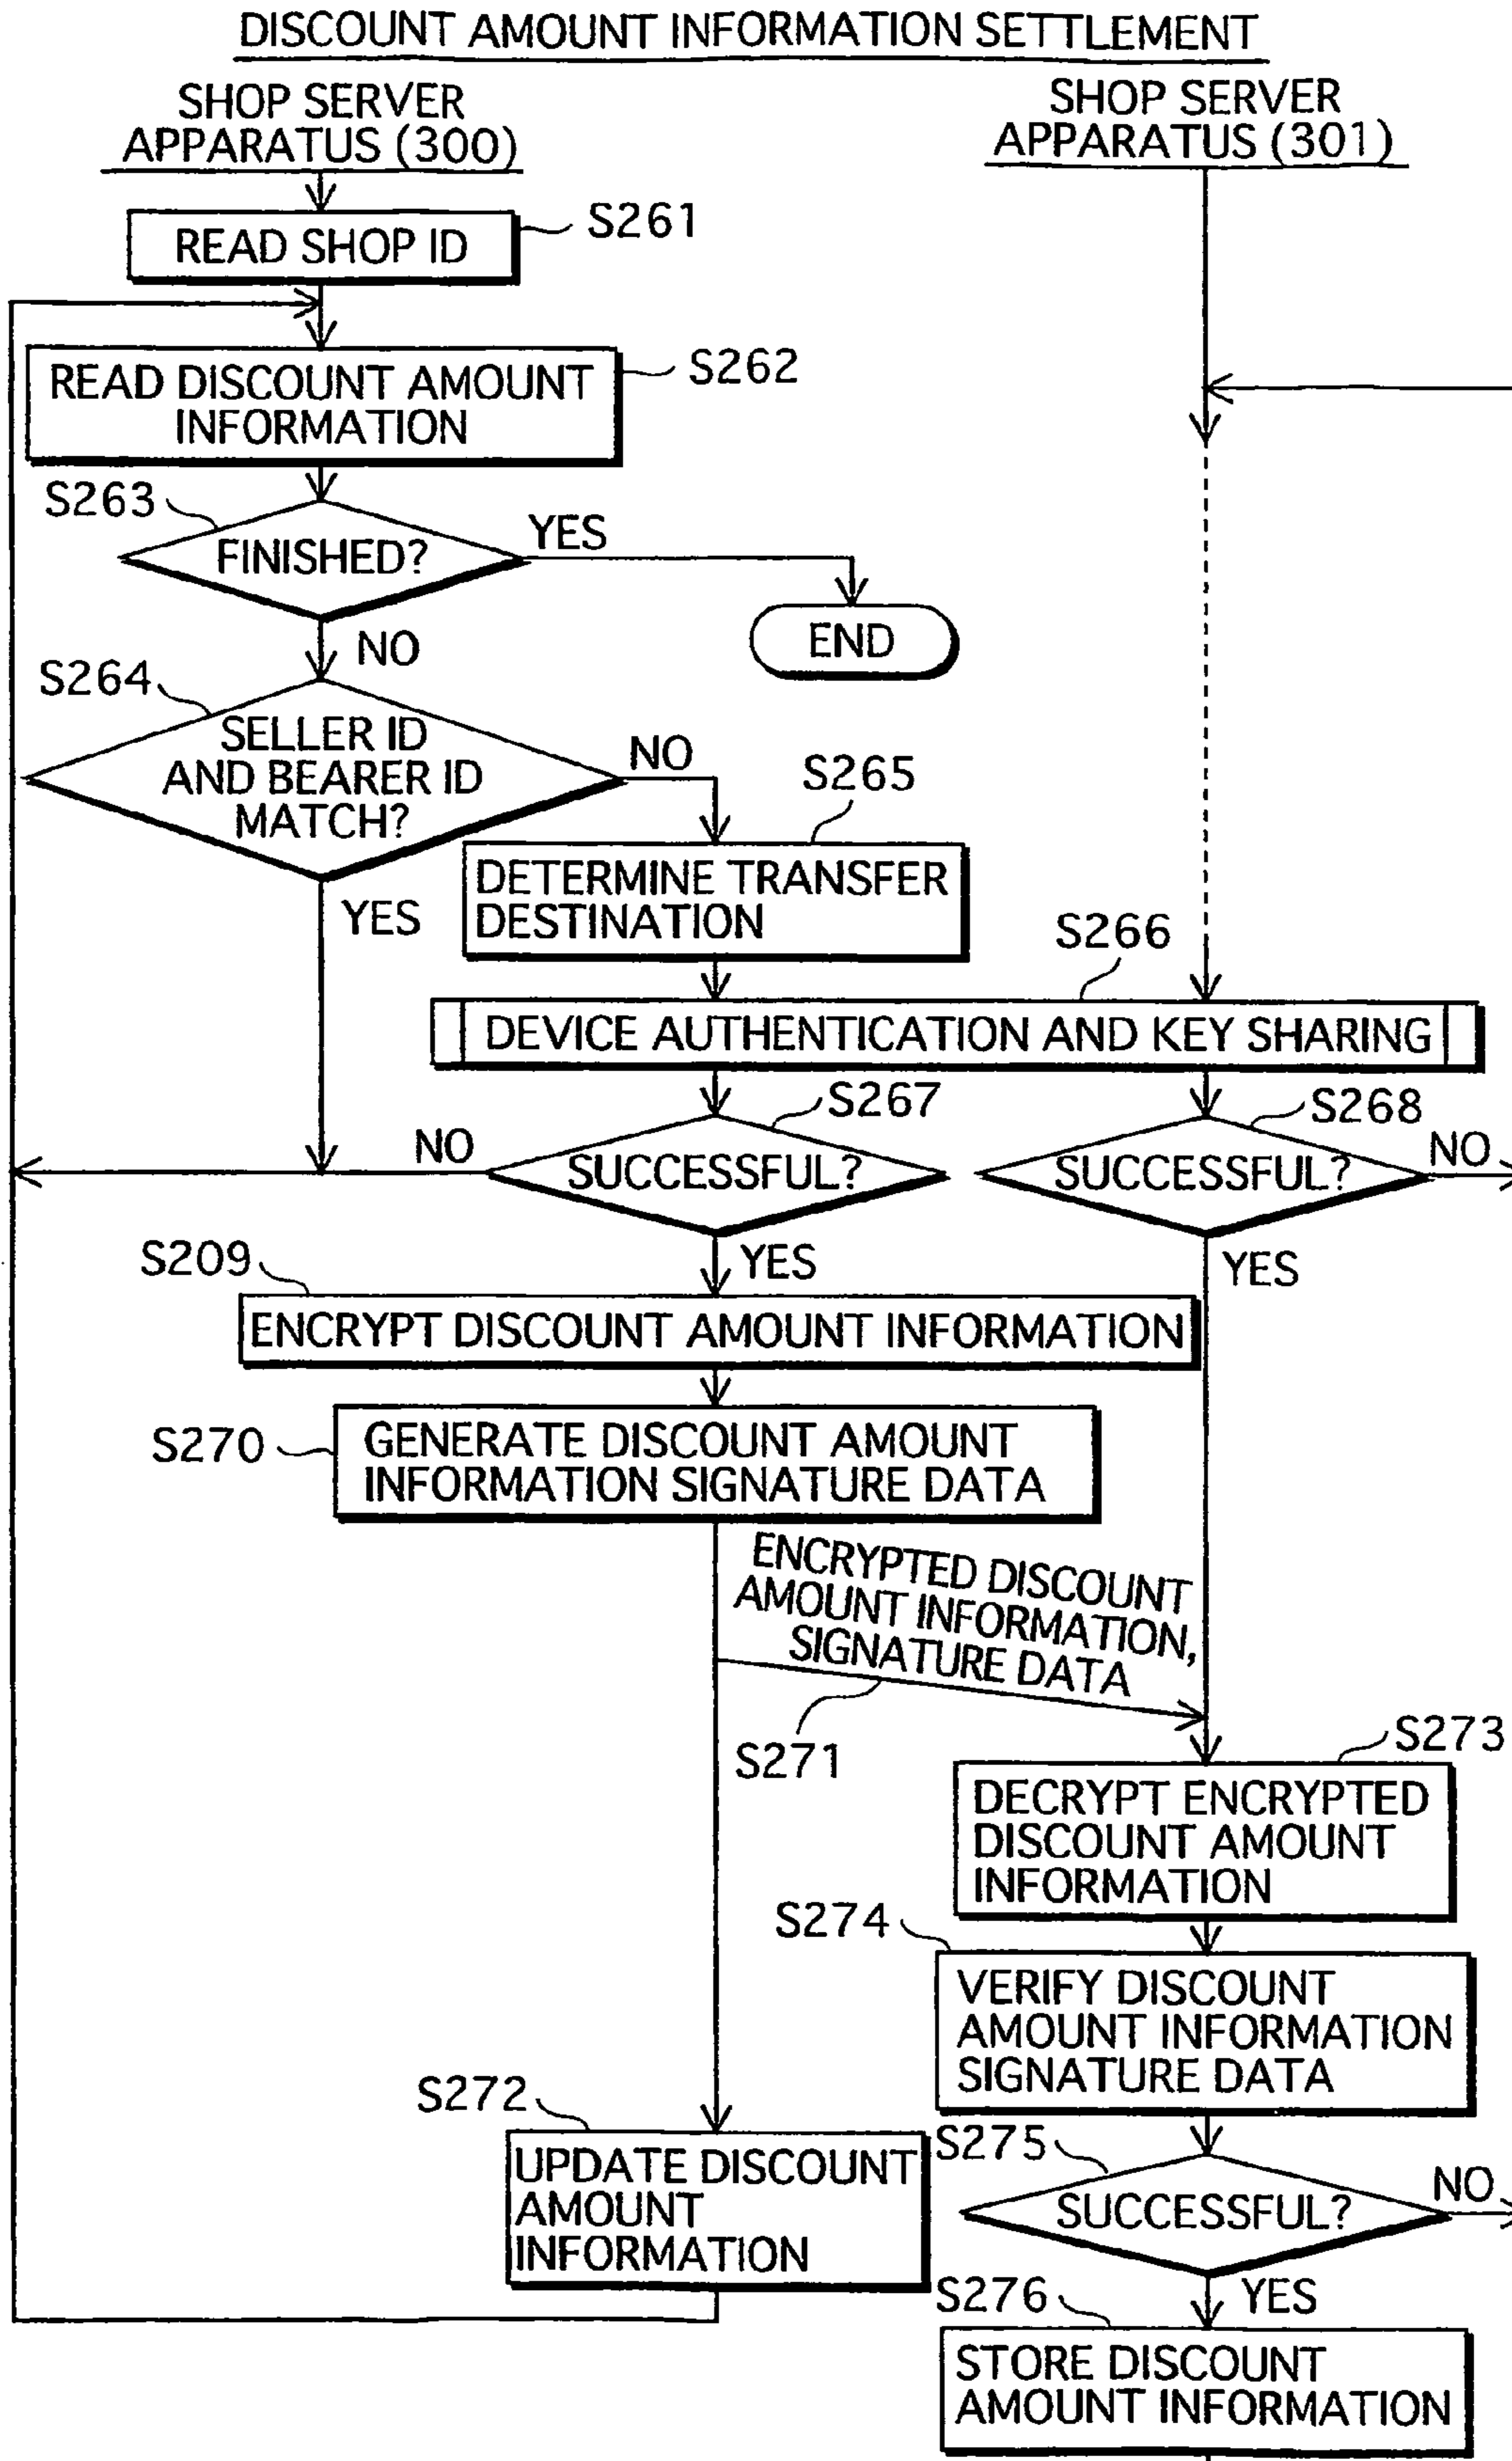 DISCOUNT AMOUNT INFORMATION SETTLEMENT
SHOP SERVER
APPARATUS (300)
SHOP SERVER
APPARATUS (301)
S261
READ SHOP ID
S262
READ DISCOUNT AMOUNT
INFORMATION
S263
FINISHED?
YES
END
NO
S264
SELLER ID
AND BEARER ID
MATCH?
NO
YES
S265
DETERMINE TRANSFER
DESTINATION
S266
DEVICE AUTHENTICATION AND KEY SHARING
S267
SUCCESSFUL?
NO
YES
S268
SUCCESSFUL?
NO
YES
S209
ENCRYPT DISCOUNT AMOUNT INFORMATION
S270
GENERATE DISCOUNT AMOUNT
INFORMATION SIGNATURE DATA
ENCRYPTED DISCOUNT
AMOUNT INFORMATION,
SIGNATURE DATA
S271
S273
DECRYPT ENCRYPTED
DISCOUNT AMOUNT
INFORMATION
S274
VERIFY DISCOUNT
AMOUNT INFORMATION
SIGNATURE DATA
S272
UPDATE DISCOUNT
AMOUNT
INFORMATION
S275
SUCCESSFUL?
NO
YES
S276
STORE DISCOUNT
AMOUNT INFORMATION